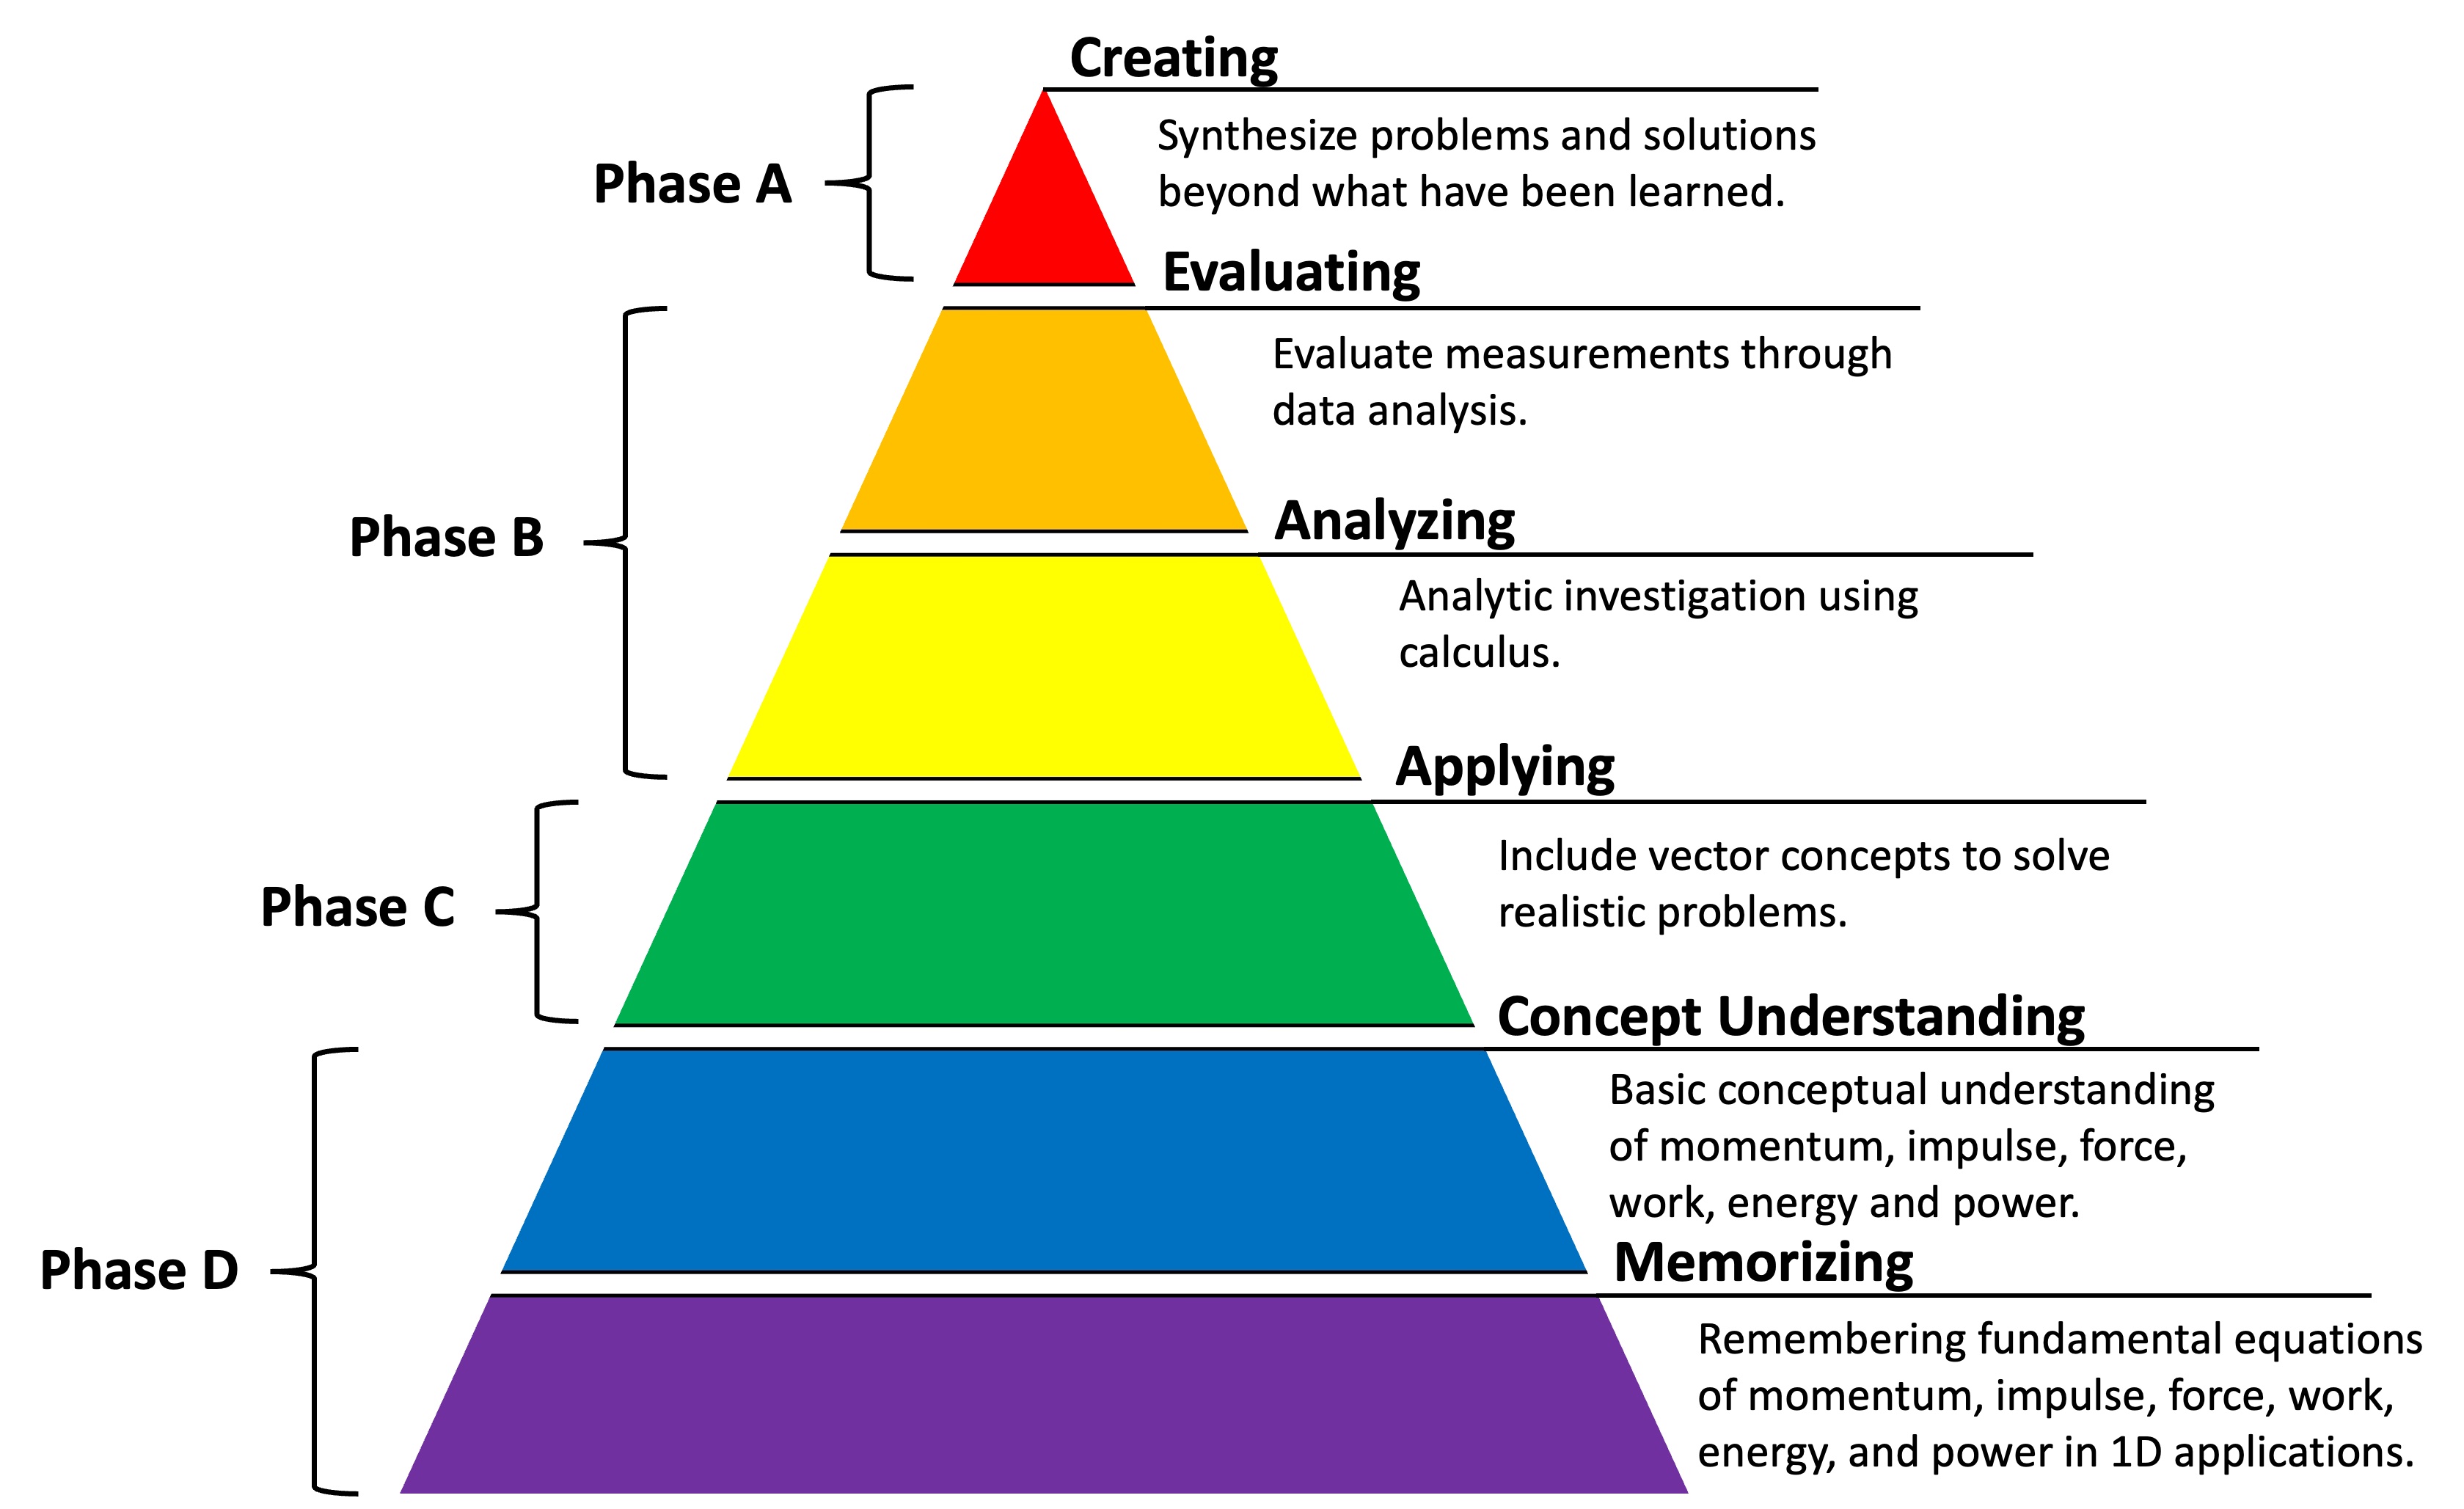 Creating
Synthesize problems and solutions
beyond what have been learned.
Phase A
Evaluating
Evaluate measurements through
data analysis.
Phase B
Analyzing
Analytic investigation using
calculus.
Applying
Include vector concepts to solve
realistic problems.
Phase C
Concept Understanding
Basic conceptual understanding
of momentum, impulse, force,
work, energy and power.
Phase D
Memorizing
Remembering fundamental equations
of momentum, impulse, force, work,
energy, and power in 1D applications.